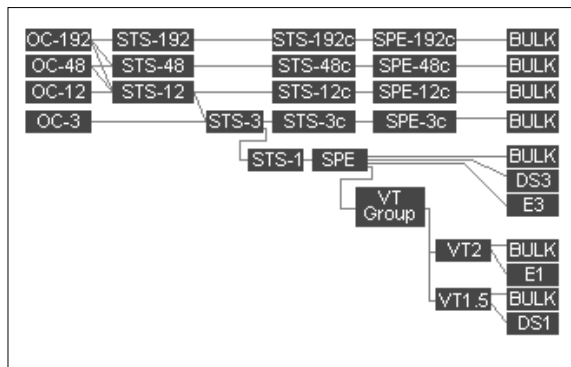 OC-192 STS-192 STS-192c SPE-192c BULK
OC-48 STS-48 STS-48c SPE-48c BULK
OC-12 STS-12 STS-12c SPE-12c BULK
OC-3 STS-3 STS-3c SPE-3c BULK
STS-1 SPE BULK
DS3
E3
VT
Group
VT2 BULK
E1
VT1.5 BULK
DS1